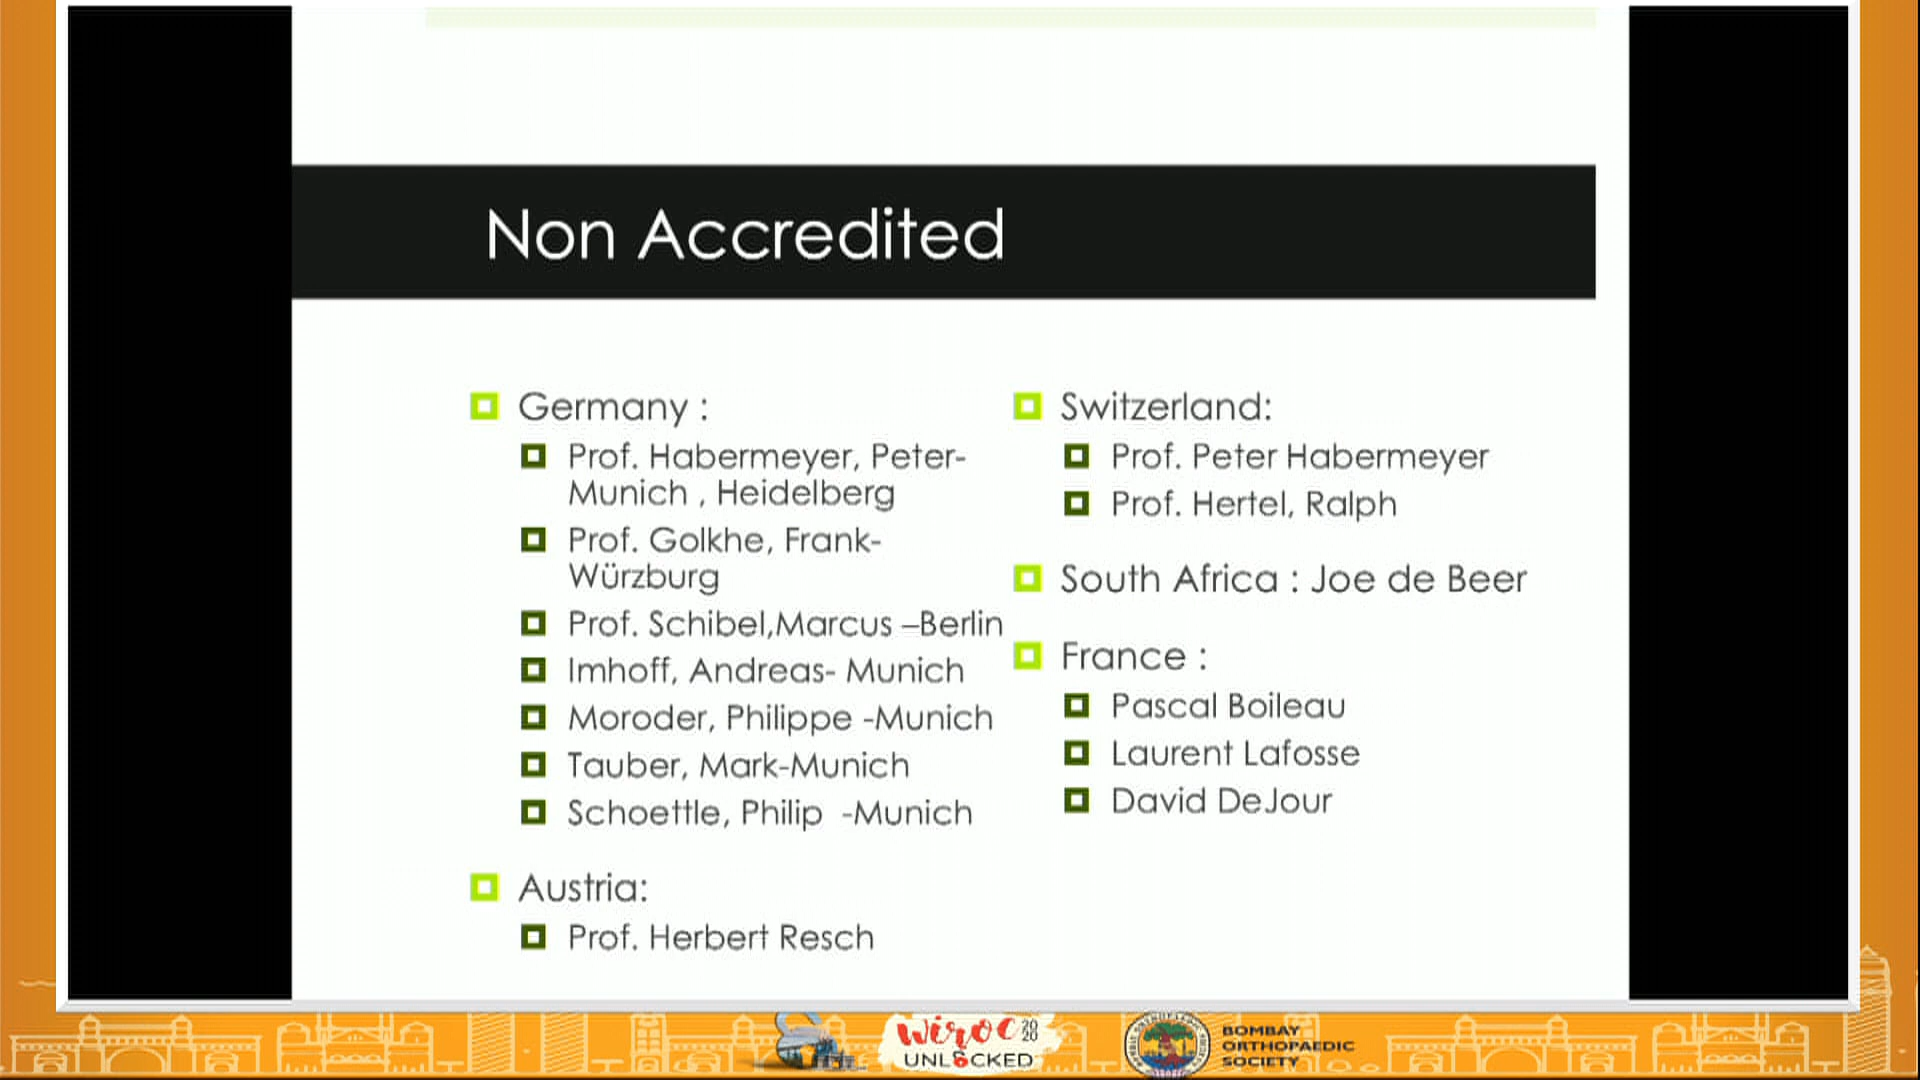 Non Accredited
Germany :
Prof. Habermeyer, Peter-
Munich , Heidelberg
Prof. Golkhe, Frank-
Würzburg
Prof. Schibel,Marcus –Berlin
Imhoff, Andreas- Munich
Moroder, Philippe -Munich
Tauber, Mark-Munich
Schoettle, Philip -Munich
Austria:
Prof. Herbert Resch
Switzerland:
Prof. Peter Habermeyer
Prof. Hertel, Ralph
South Africa : Joe de Beer
France :
Pascal Boileau
Laurent Lafosse
David DeJour
wiroc 2020
UNLOCKED
BOMBAY
ORTHOPAEDIC
SOCIETY